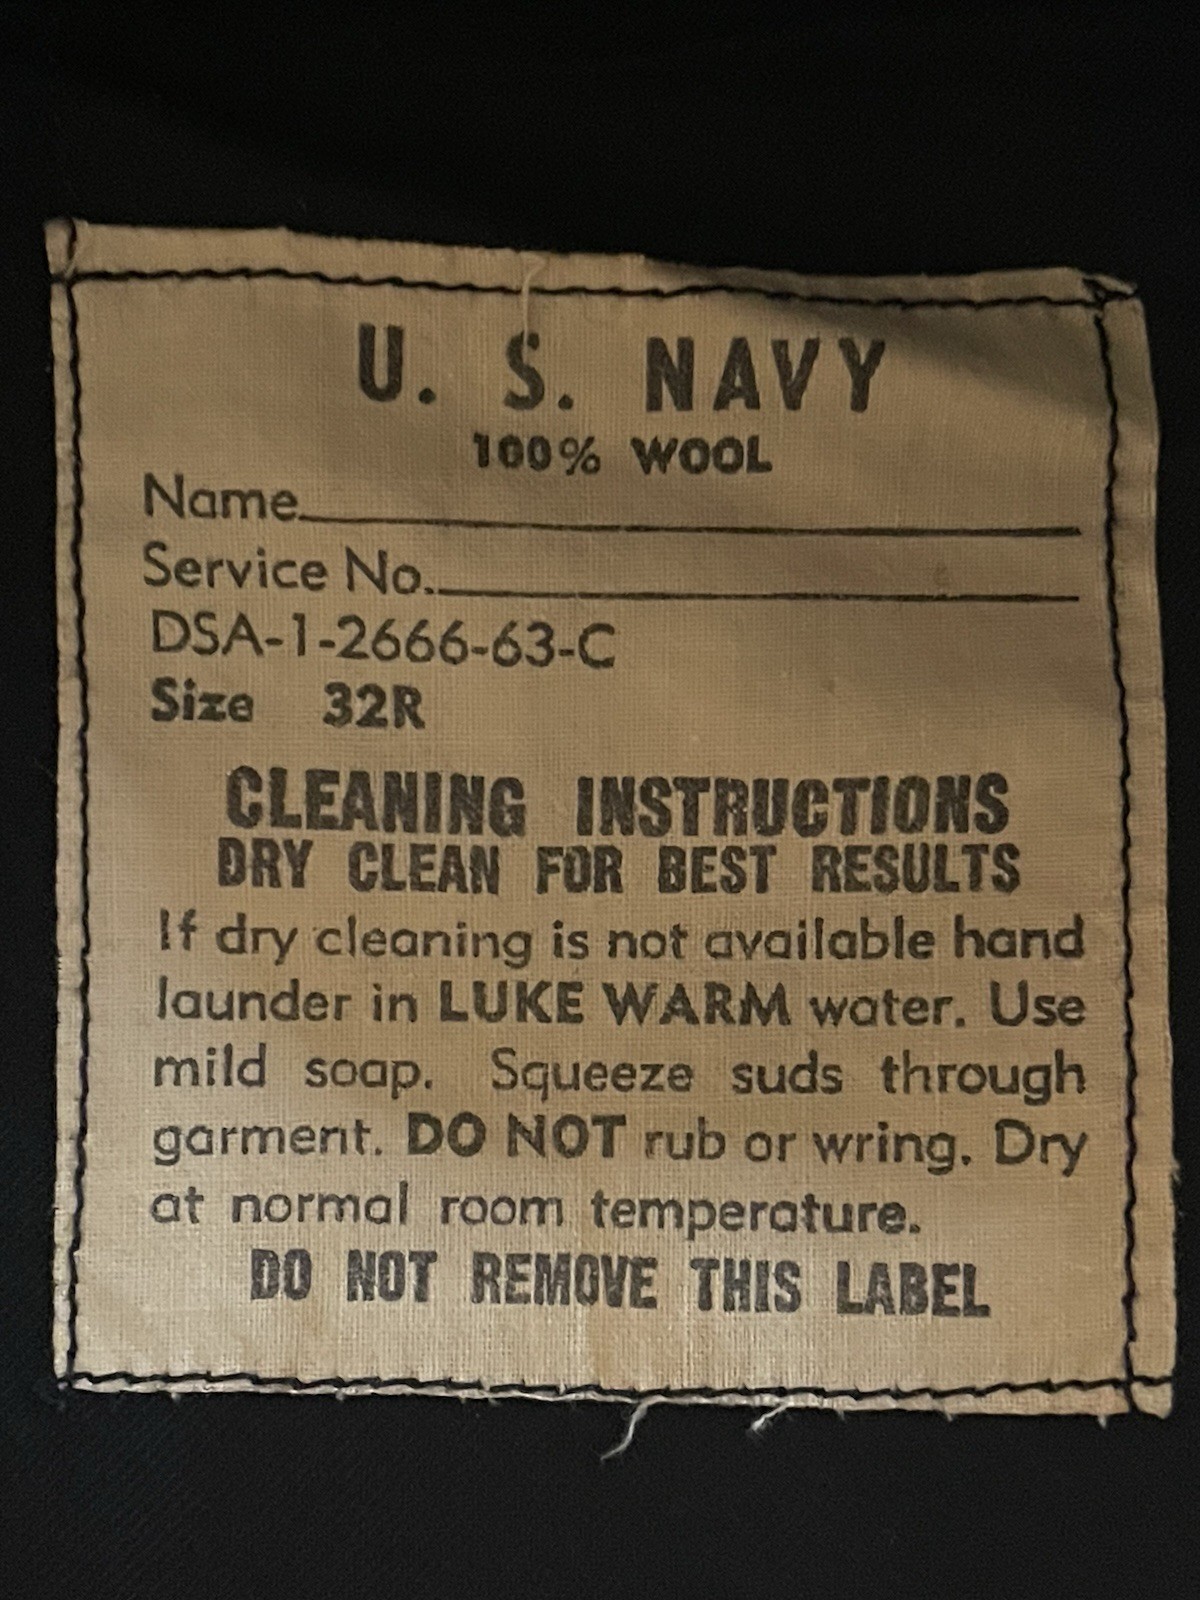 U. S. NAVY
100% WOOL
Name
Service No.
DSA-1-2666-63-C
Size 32R
CLEANING INSTRUCTIONS
DRY CLEAN FOR BEST RESULTS
If dry cleaning is not available hand
launder in LUKE WARM water. Use
mild soap. Squeeze suds through
garment. DO NOT rub or wring. Dry
at normal room temperature.
DO NOT REMOVE THIS LABEL